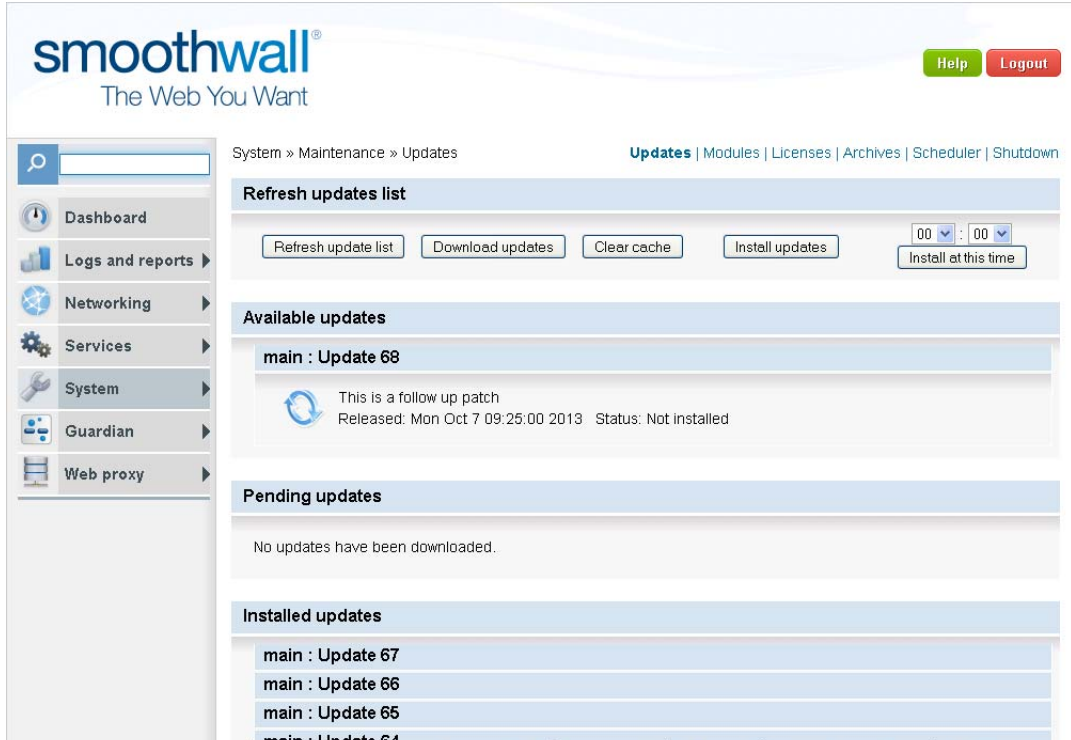 smoothwall®
The Web You Want
Help Logout
System » Maintenance » Updates
Updates | Modules | Licenses | Archives | Scheduler | Shutdown
Dashboard
Logs and reports
Networking
Services
System
Guardian
Web proxy
Refresh updates list
Refresh update list Download updates Clear cache Install updates
00 : 00
Install at this time
Available updates
main : Update 68
This is a follow up patch
Released: Mon Oct 7 09:25:00 2013 Status: Not installed
Pending updates
No updates have been downloaded.
Installed updates
main : Update 67
main : Update 66
main : Update 65
main : Update 64